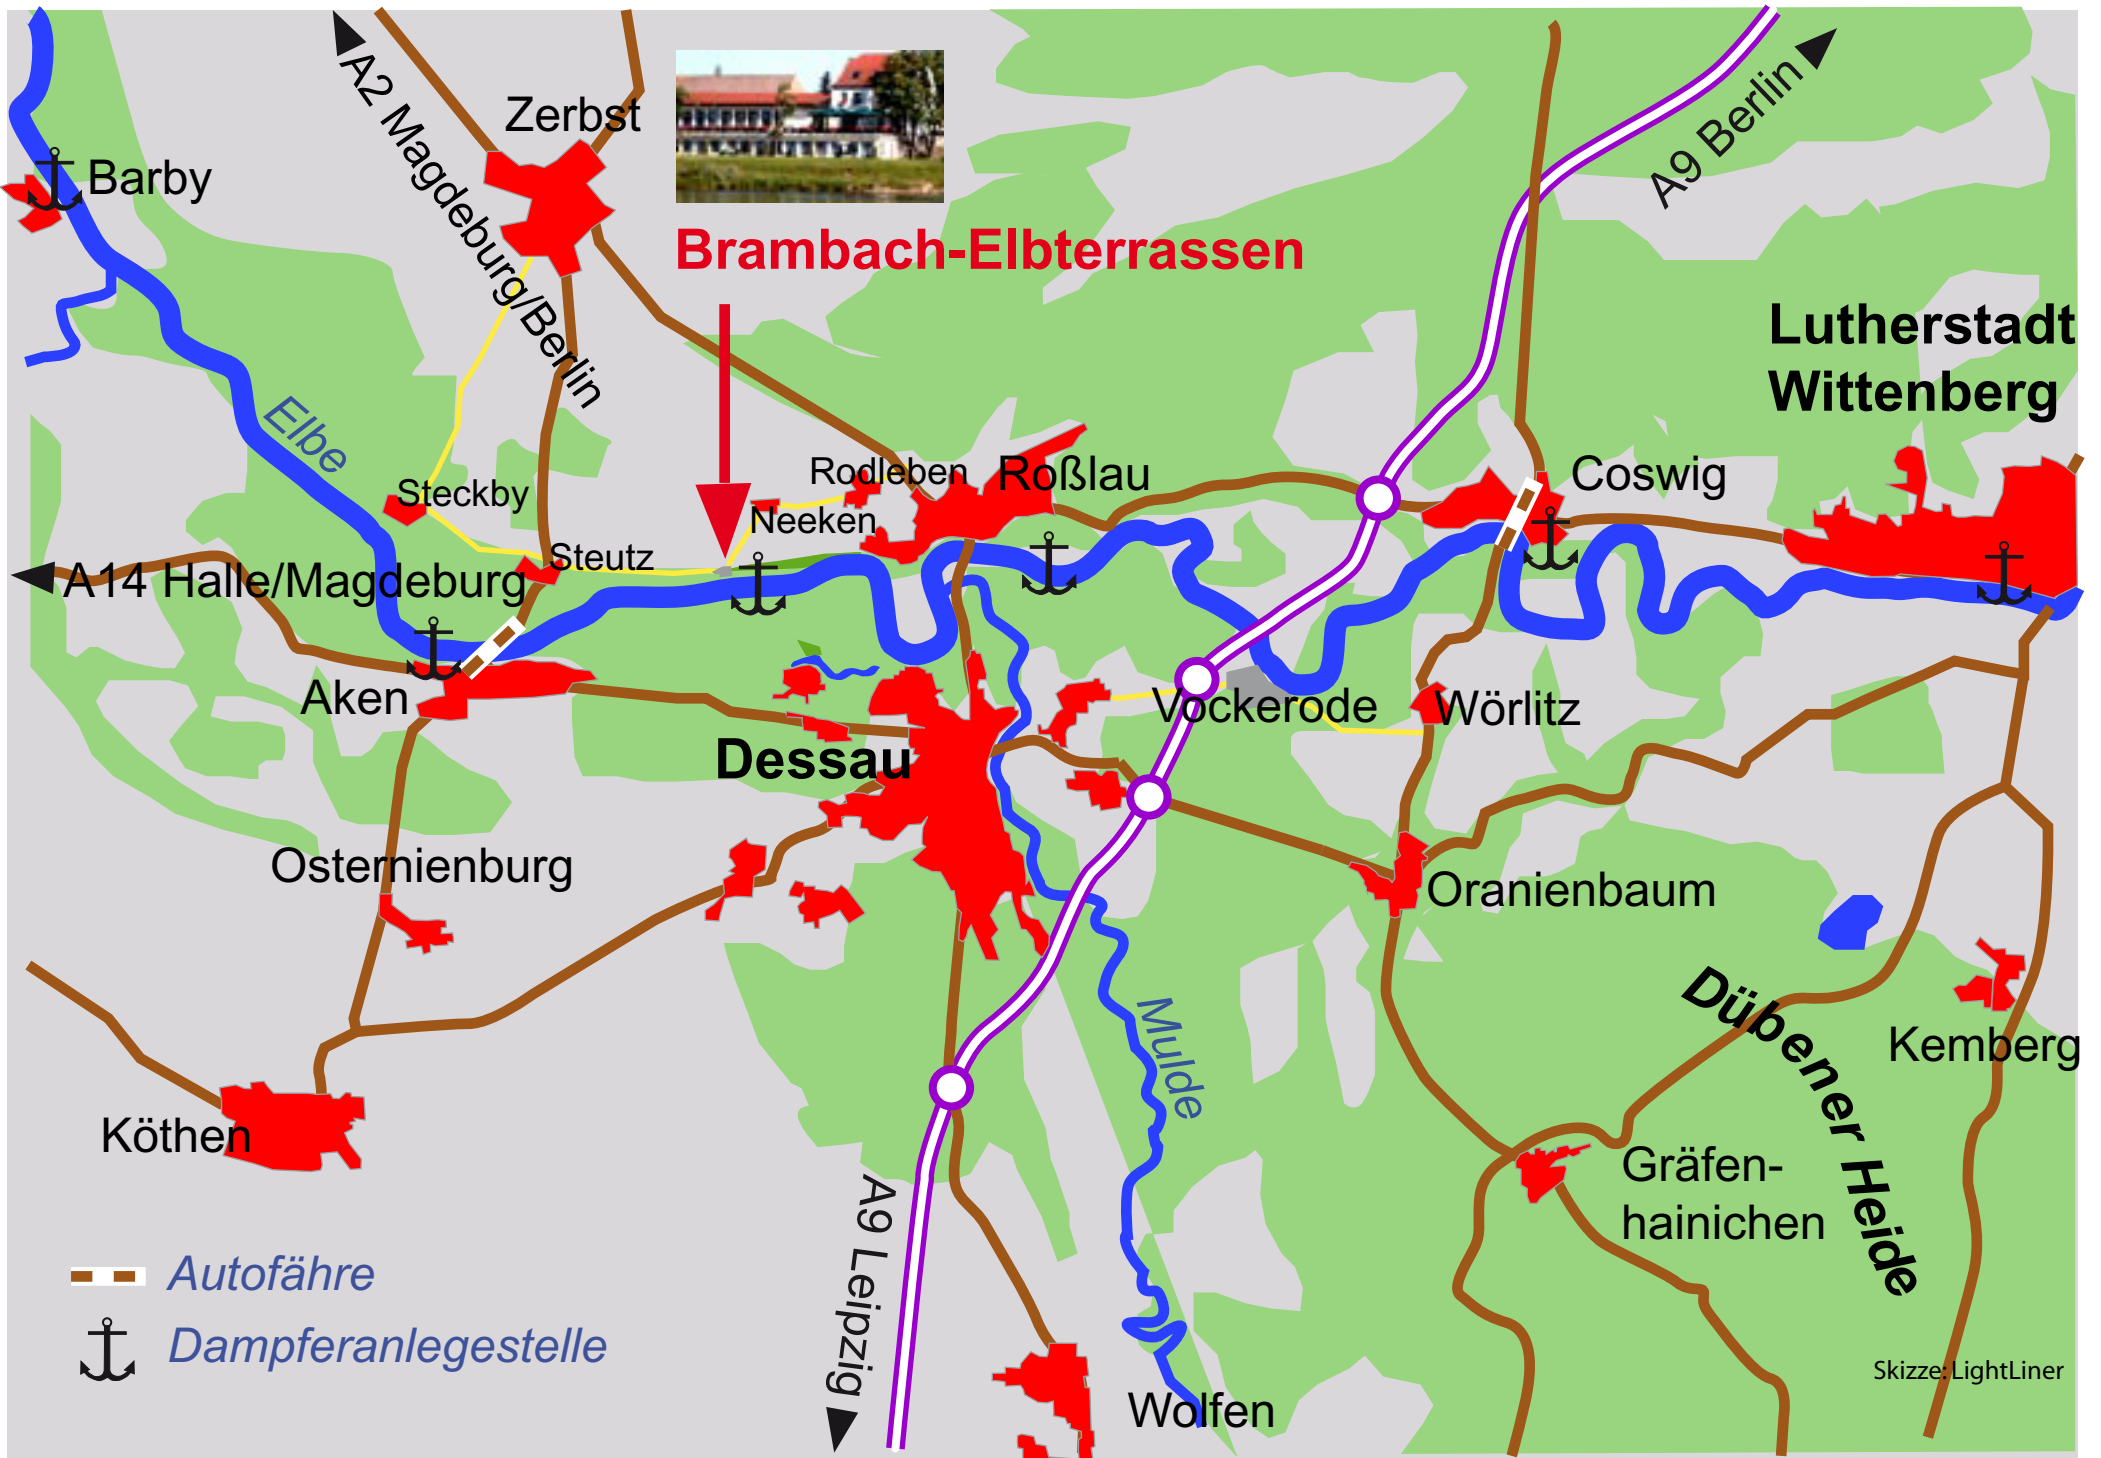 A2 Magdeburg/Berlin
Zerbst
A9 Berlin
Barby
Brambach-Elbterrassen
Lutherstadt
Wittenberg
Elbe
Rodleben
Roßlau
Coswig
Steckby
Neeken
Steutz
A14 Halle/Magdeburg
Aken
Vockerode
Wörlitz
Dessau
Osternienburg
Oranienbaum
Mulde
Dübener Heide
Kemberg
Köthen
Gräfen-
hainichen
A9 Leipzig
Autofähre
Dampferanlegestelle
Wolfen
Skizze: LightLiner